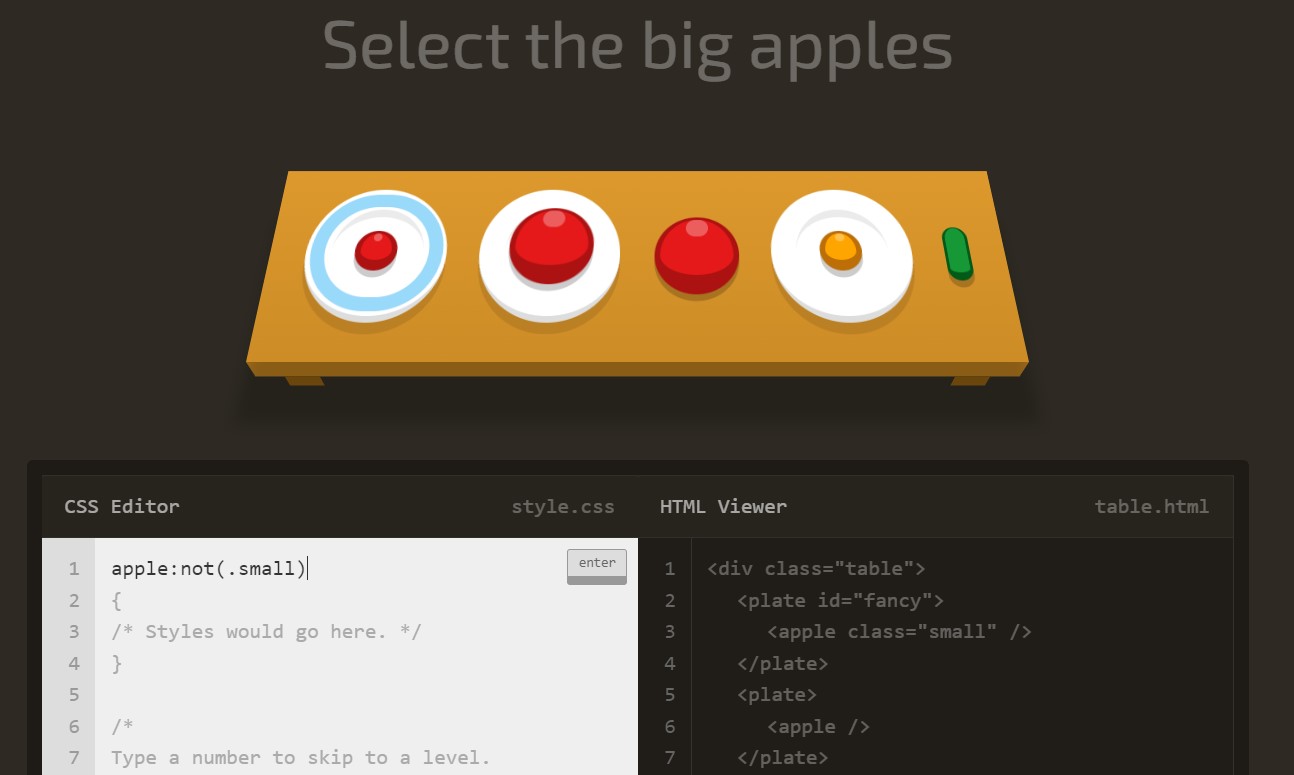 Select the big apples
CSS Editor style.css
HTML Viewer table.html
1 apple:not(.small) enter
2 {
3 /* Styles would go here. */
4 }
5
6 /*
7 Type a number to skip to a level.
1 <div class="table">
2 <plate id="fancy">
3 <apple class="small" />
4 </plate>
5 <plate>
6 <apple />
7 </plate>